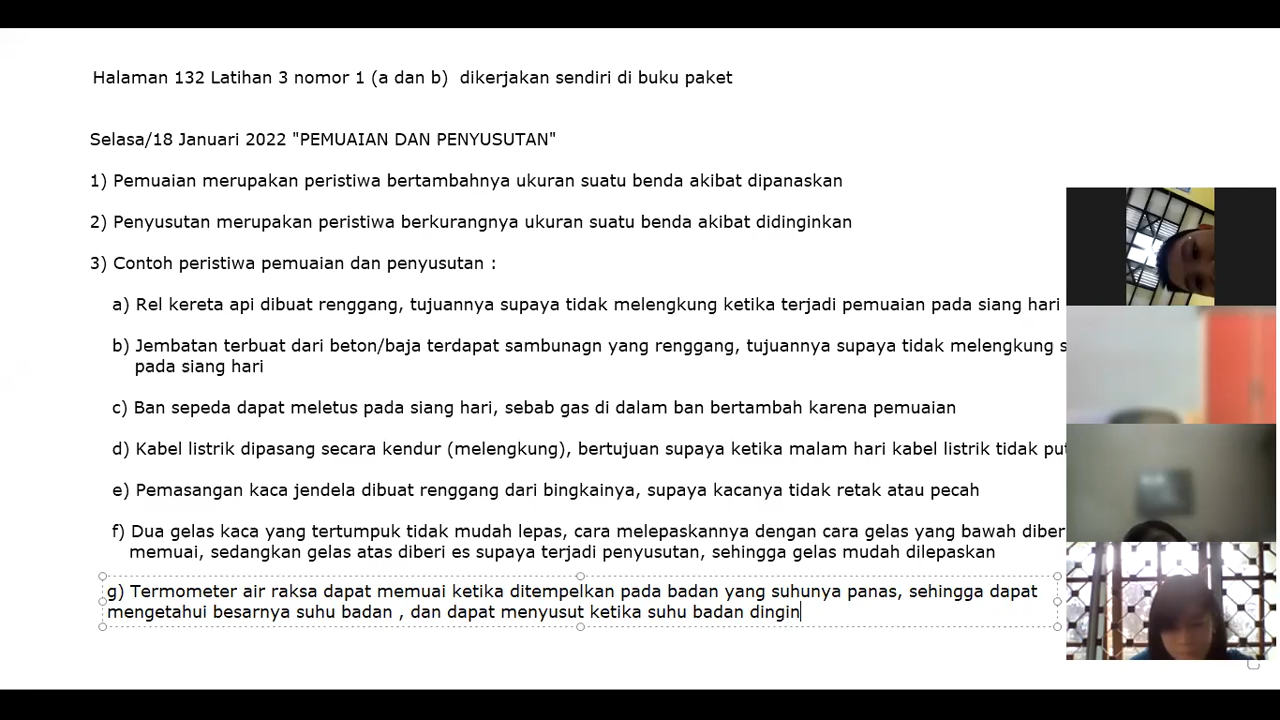 Halaman 132 Latihan 3 nomor 1 (a dan b)  dikerjakan sendiri di buku paket
Selasa/18 Januari 2022 "PEMUAIAN DAN PENYUSUTAN"
1) Pemuaian merupakan peristiwa bertambahnya ukuran suatu benda akibat dipanaskan
2) Penyusutan merupakan peristiwa berkurangnya ukuran suatu benda akibat didinginkan
3) Contoh peristiwa pemuaian dan penyusutan :
a) Rel kereta api dibuat renggang, tujuannya supaya tidak melengkung ketika terjadi pemuaian pada siang hari
b) Jembatan terbuat dari beton/baja terdapat sambunagn yang renggang, tujuannya supaya tidak melengkung
pada siang hari
c) Ban sepeda dapat meletus pada siang hari, sebab gas di dalam ban bertambah karena pemuaian
d) Kabel listrik dipasang secara kendur (melengkung), bertujuan supaya ketika malam hari kabel listrik tidak
e) Pemasangan kaca jendela dibuat renggang dari bingkainya, supaya kacanya tidak retak atau pecah
f) Dua gelas kaca yang tertumpuk tidak mudah lepas, cara melepaskannya dengan cara gelas yang bawah
memuai, sedangkan gelas atas diberi es supaya terjadi penyusutan, sehingga gelas mudah dilepaskan
g) Termometer air raksa dapat memuai ketika ditempelkan pada badan yang suhunya panas, sehingga dapat
mengetahui besarnya suhu badan , dan dapat menyusut ketika suhu badan dingin